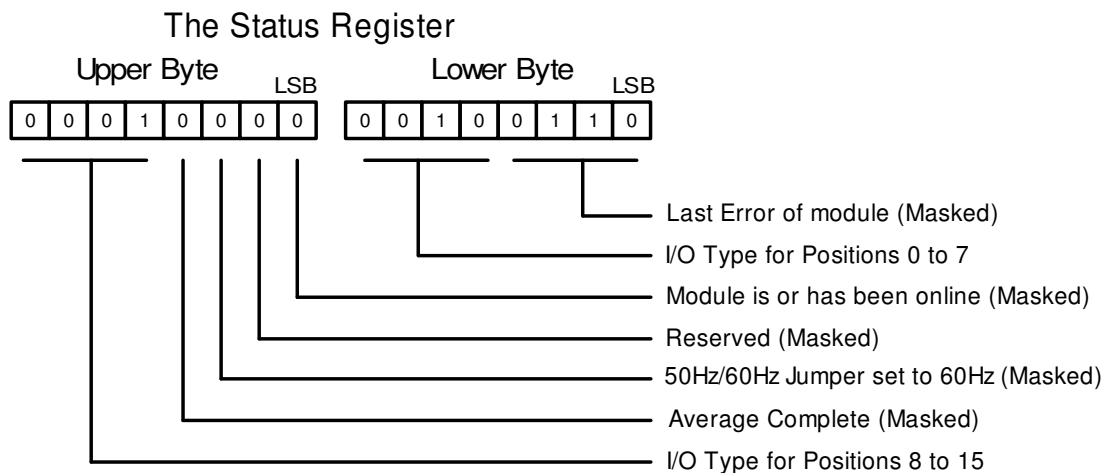 The Status Register
Upper Byte Lower Byte
LSB LSB
0 0 0 1 0 0 0 0 0 0 1 0 0 1 1 0
Last Error of module (Masked)
I/O Type for Positions 0 to 7
Module is or has been online (Masked)
Reserved (Masked)
50Hz/60Hz Jumper set to 60Hz (Masked)
Average Complete (Masked)
I/O Type for Positions 8 to 15